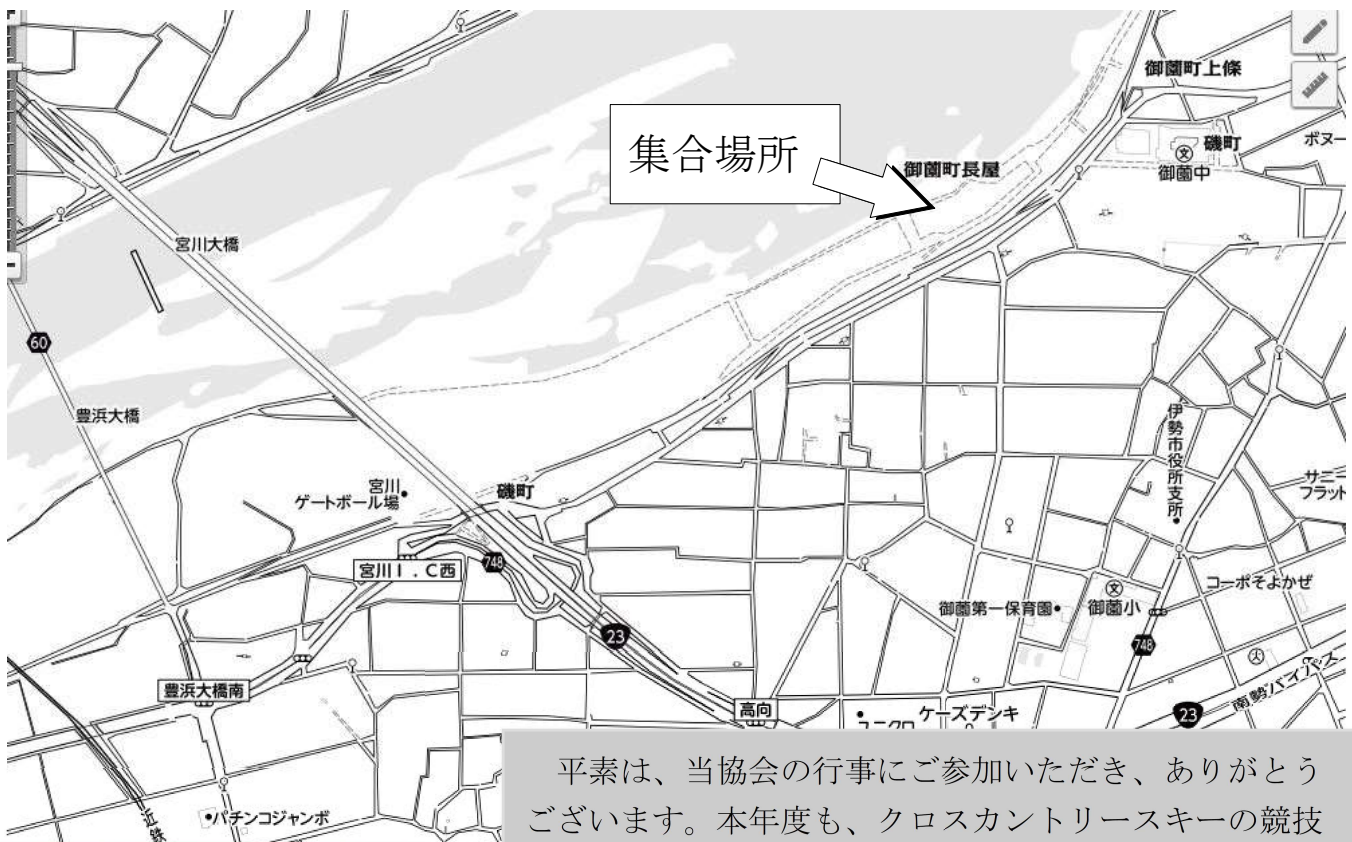 御薗町上條
集合場所
磯町
ボヌー
御薗町長屋
御薗中
宮川大橋
60
豊浜大橋
伊勢市役所支所
サニー
フラット
宮川
ゲートボール場
磯町
宮川I.C西
748
コーポそよかぜ
御薗第一保育園
御薗小
23
748
豊浜大橋南
高向
ユニクロ
ケーズデンキ
23
南勢バイパス
パチンコジャンボ
近鉄
平素は、当協会の行事にご参加いただき、ありがとう
ございます。本年度も、クロスカントリースキーの競技